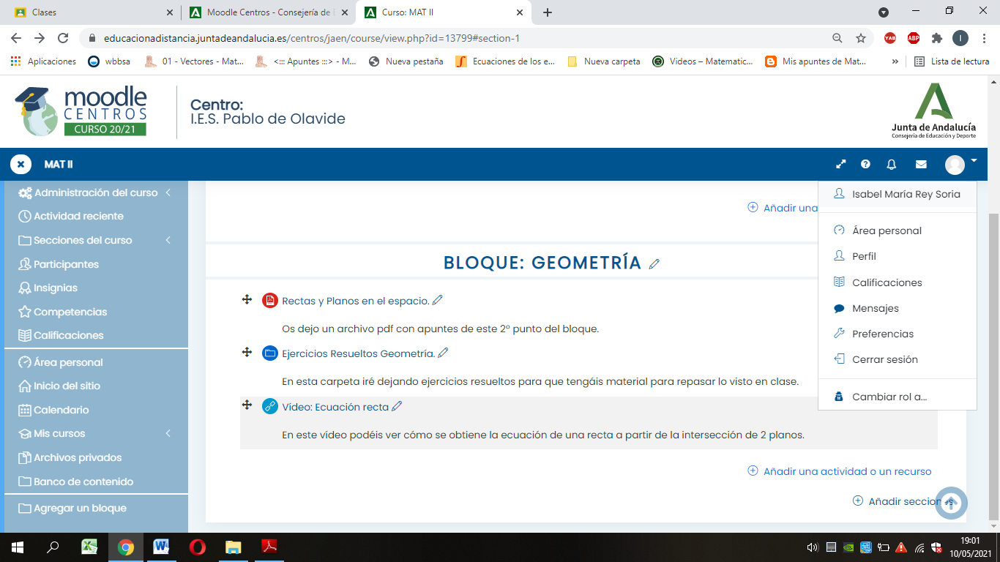 Clases
Moodle Centros - Consejería de E
Curso: MAT II
educacionadistancia.juntadeandalucia.es/centros/jaen/course/view.php?id=13799#section-1
YAB
ABP
I
Aplicaciones
wbbsa
01 - Vectores - Mat...
<::: Apuntes :::> - M...
Nueva pestaña
Ecuaciones de los e...
Nueva carpeta
Videos – Matematic...
Mis apuntes de Mat...
»
Lista de lectura
moodle
CENTROS
CURSO 20/21
Centro:
I.E.S. Pablo de Olavide
Junta de Andalucía
Consejería de Educación y Deporte
MAT II
Administración del curso
Actividad reciente
Secciones del curso
Participantes
Insignias
Competencias
Calificaciones
Área personal
Inicio del sitio
Calendario
Mis cursos
Archivos privados
Banco de contenido
Agregar un bloque
Añadir una
BLOQUE: GEOMETRÍA
Rectas y Planos en el espacio.
Os dejo un archivo pdf con apuntes de este 2º punto del bloque.
Ejercicios Resueltos Geometría.
En esta carpeta iré dejando ejercicios resueltos para que tengáis material para repasar lo visto en clase.
Vídeo: Ecuación recta
En este vídeo podéis ver cómo se obtiene la ecuación de una recta a partir de la intersección de 2 planos.
Añadir una actividad o un recurso
Añadir secciones
Isabel María Rey Soria
Área personal
Perfil
Calificaciones
Mensajes
Preferencias
Cerrar sesión
Cambiar rol a...
19:01
10/05/2021